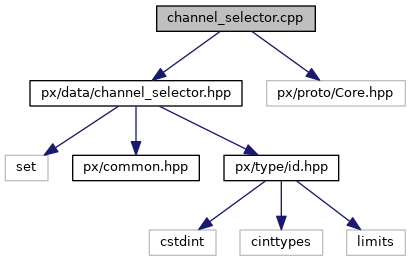 channel_selector.cpp
px/data/channel_selector.hpp
px/proto/Core.hpp
set
px/common.hpp
px/type/id.hpp
cstdint
cinttypes
limits